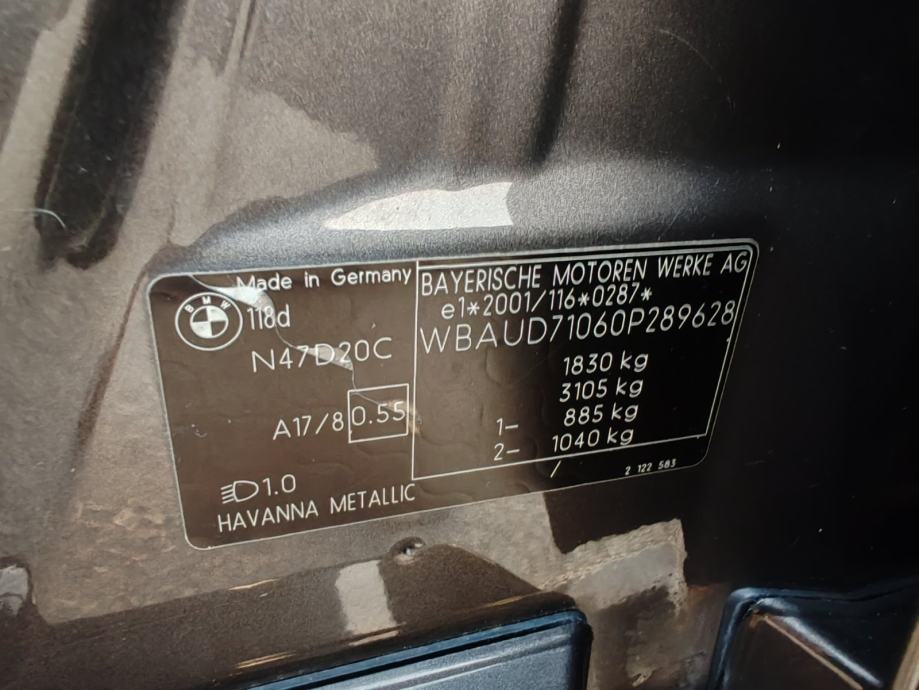 Made in Germany
BMW
118d
N47D20C
A17/8 0.55
1.0
HAVANNA METALLIC
BAYERISCHE MOTOREN WERKE AG
e1*2001/116*0287*
WBAUD71060P289628
1830 kg
3105 kg
1- 885 kg
2- 1040 kg
/ 2 122 583